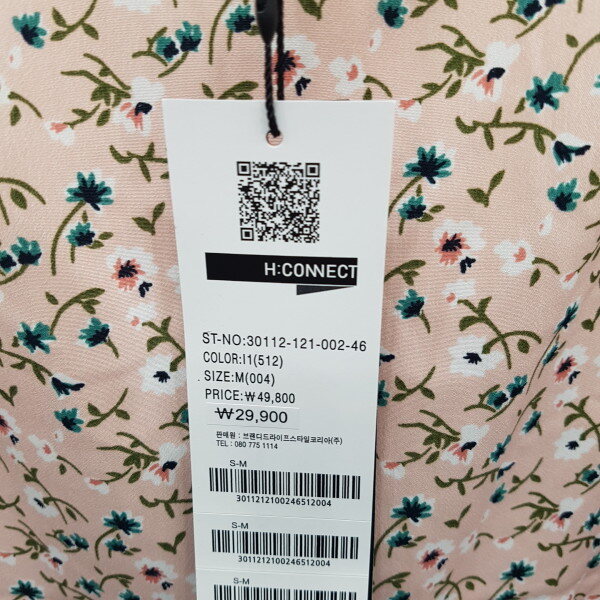 H:CONNECT
ST-NO:30112-121-002-46
COLOR:I1(512)
SIZE:M(004)
PRICE:₩49,800
₩29,900
판매원 : 브랜디드라이프스타일코리아(주)
TEL : 080 775 1114
S-M
3011212100246512004
S-M
3011212100246512004
S-M